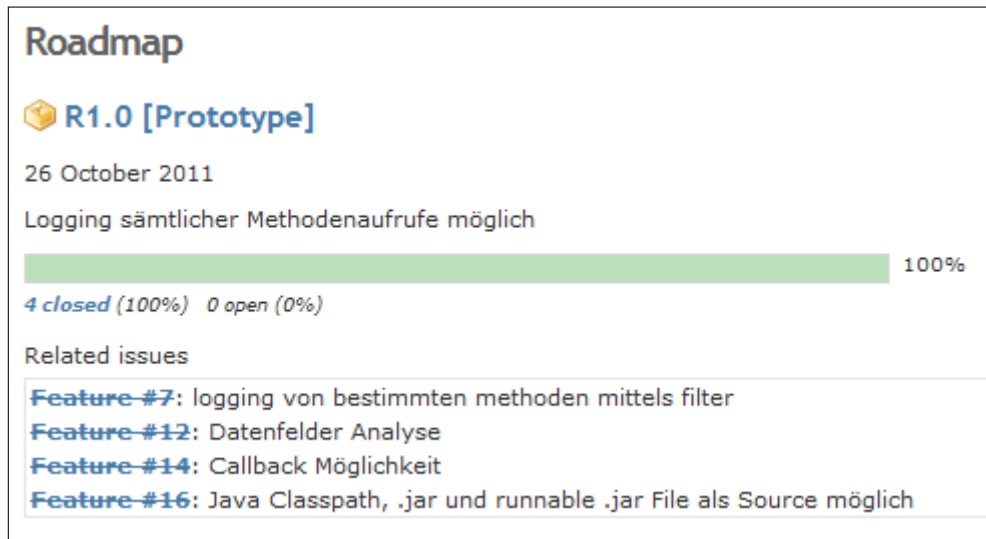 Roadmap
R1.0 [Prototype]
26 October 2011
Logging sämtlicher Methodenaufrufe möglich
100%
4 closed (100%) 0 open (0%)
Related issues
Feature #7: logging von bestimmten methoden mittels filter
Feature #12: Datenfelder Analyse
Feature #14: Callback Möglichkeit
Feature #16: Java Classpath, .jar und runnable .jar File als Source möglich